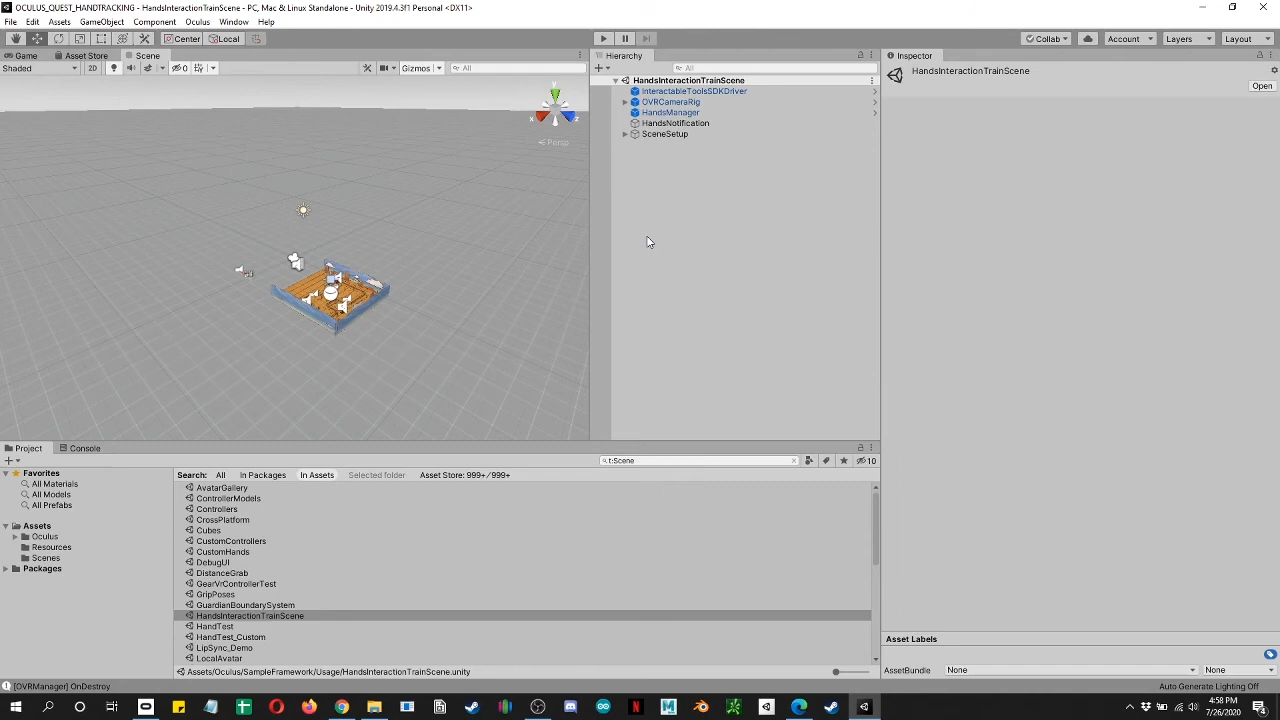 OCULUS_QUEST_HANDTRACKING - HandsInteractionTrainScene - PC, Mac & Linux Standalone - Unity 2019.4.3f1 Personal <DX11>
File Edit Assets GameObject Component Oculus Window Help
Center Local Collab Account Layers Layout
Game Asset Store Scene
Shaded 2D 0 Gizmos All
y
x z
Persp
Hierarchy
All
HandsInteractionTrainScene
InteractableToolsSDKDriver
OVRCameraRig
HandsManager
HandsNotification
SceneSetup
Inspector
HandsInteractionTrainScene
Open
Project Console
t:Scene
10
Favorites
All Materials
All Models
All Prefabs
Assets
Oculus
Resources
Scenes
Packages
Search: All In Packages In Assets Selected folder Asset Store: 999+/999+
AvatarGallery
ControllerModels
Controllers
CrossPlatform
Cubes
CustomControllers
CustomHands
DebugUI
DistanceGrab
GearVrControllerTest
GripPoses
GuardianBoundarySystem
HandsInteractionTrainScene
HandTest
HandTest_Custom
LipSync_Demo
LocalAvatar
Assets/Oculus/SampleFramework/Usage/HandsInteractionTrainScene.unity
Asset Labels
AssetBundle None None
[OVRManager] OnDestroy
Auto Generate Lighting Off
4:58 PM
7/26/2020